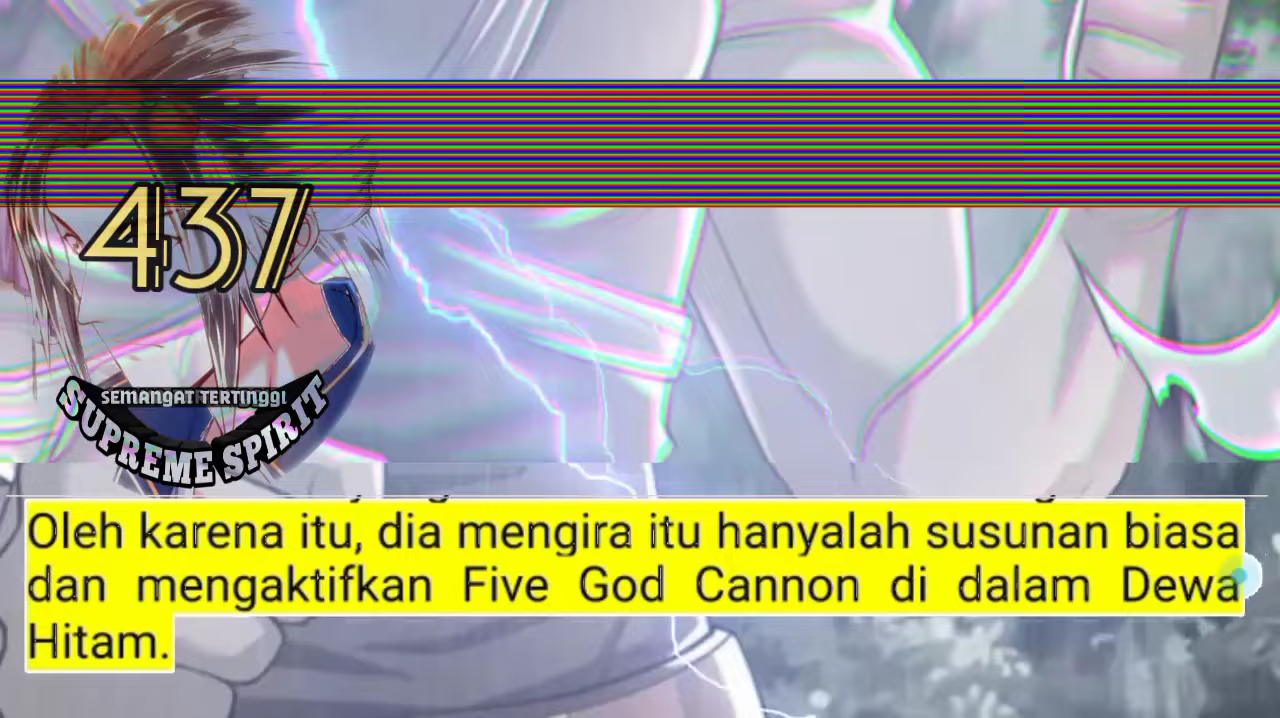 437
SEMANGAT TERTINGGI
SUPREME SPIRIT
Oleh karena itu, dia mengira itu hanyalah susunan biasa
dan mengaktifkan Five God Cannon di dalam Dewa
Hitam.